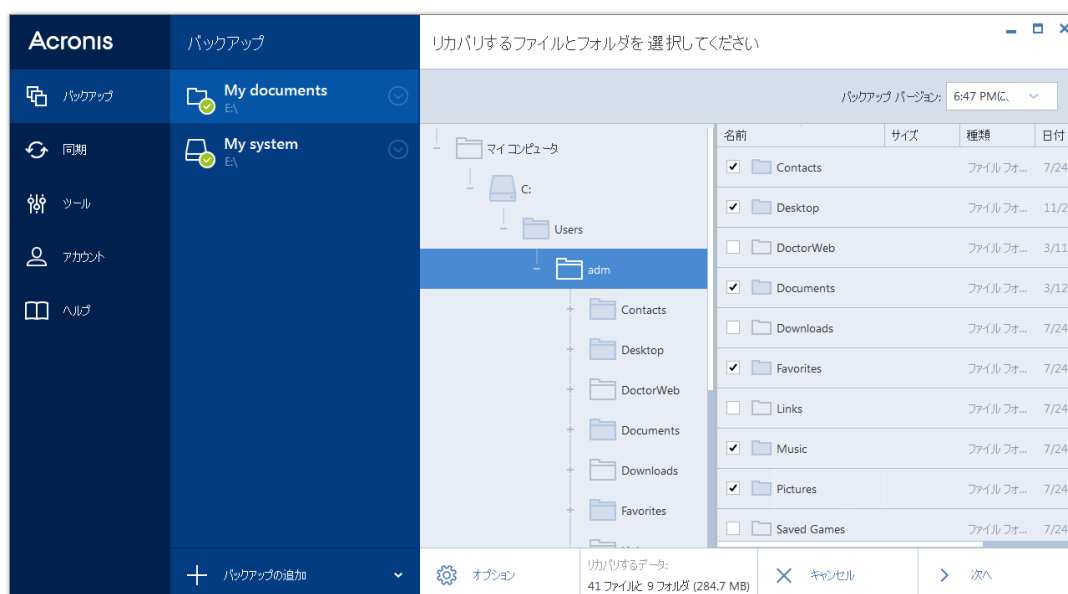 Acronis
バックアップ
同期
ツール
アカウント
ヘルプ
バックアップ
My documents
E:\
My system
E:\
バックアップの追加
リカバリするファイルとフォルダを選択してください
バックアップ バージョン: 6:47 PMに、
マイ コンピュータ
C:
Users
adm
Contacts
Desktop
DoctorWeb
Documents
Downloads
Favorites
名前 サイズ 種類 日付
Contacts ファイル フォ... 7/24
Desktop ファイル フォ... 11/2
DoctorWeb ファイル フォ... 3/11
Documents ファイル フォ... 3/12
Downloads ファイル フォ... 7/24
Favorites ファイル フォ... 7/24
Links ファイル フォ... 7/24
Music ファイル フォ... 7/24
Pictures ファイル フォ... 7/24
Saved Games ファイル フォ... 7/24
オプション
リカバリするデータ:
41 ファイルと 9 フォルダ (284.7 MB)
キャンセル
次へ